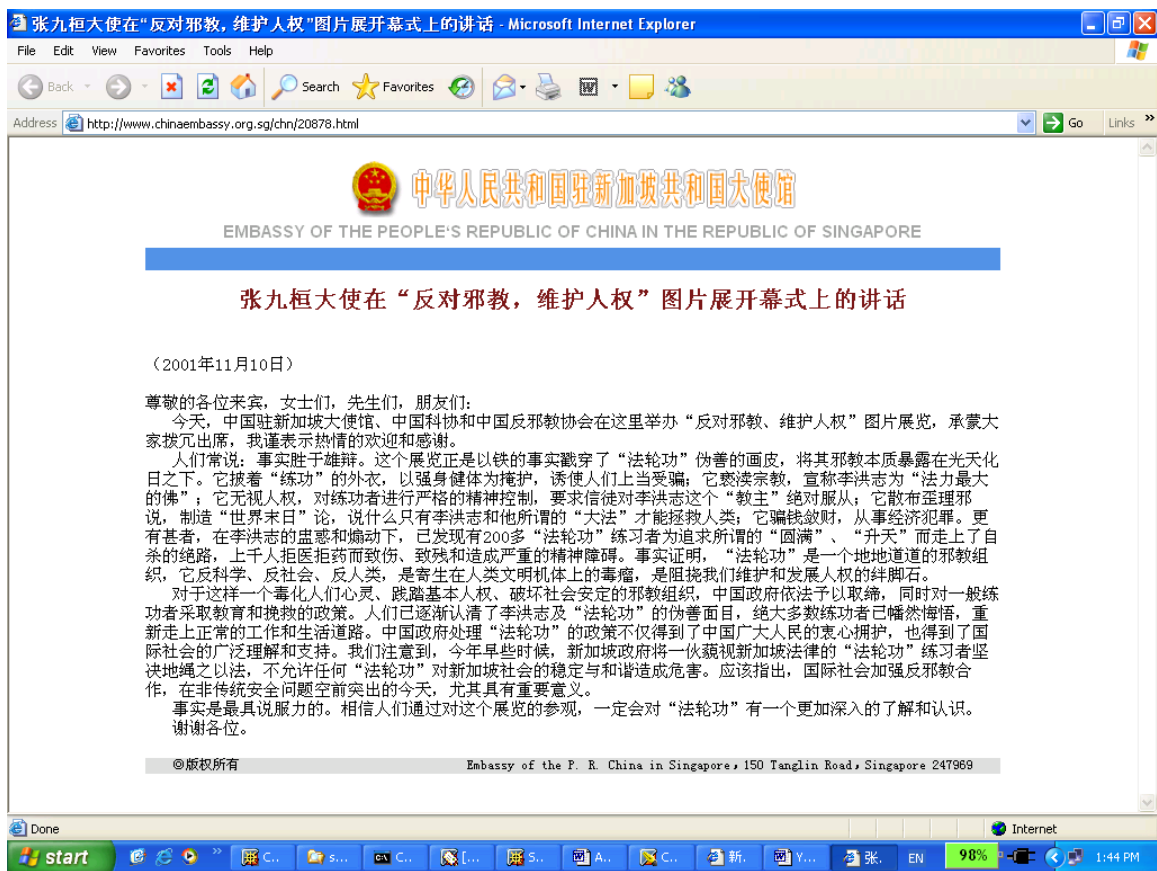 张九桓大使在“反对邪教, 维护人权”图片展开幕式上的讲话 - Microsoft Internet Explorer
File Edit View Favorites Tools Help
Back Search Favorites
Address http://www.chinaembassy.org.sg/chn/20878.html Go Links »
中华人民共和国驻新加坡共和国大使馆
EMBASSY OF THE PEOPLE'S REPUBLIC OF CHINA IN THE REPUBLIC OF SINGAPORE
张九桓大使在“反对邪教，维护人权”图片展开幕式上的讲话
（2001年11月10日）
尊敬的各位来宾，女士们，先生们，朋友们：
今天，中国驻新加坡大使馆、中国科协和中国反邪教协会在这里举办“反对邪教、维护人权”图片展览，承蒙大
家拨冗出席，我谨表示热情的欢迎和感谢。
人们常说：事实胜于雄辩。这个展览正是以铁的事实戳穿了“法轮功”伪善的画皮，将其邪教本质暴露在光天化
日之下。它披着“练功”的外衣，以强身健体为掩护，诱使人们上当受骗；它亵渎宗教，宣称李洪志为“法力最大
的佛”；它无视人权，对练功者进行严格的精神控制，要求信徒对李洪志这个“教主”绝对服从；它散布歪理邪
说，制造“世界末日”论，说什么只有李洪志和他所谓的“大法”才能拯救人类；它骗钱敛财，从事经济犯罪。更
有甚者，在李洪志的蛊惑和煽动下，已发现有200多“法轮功”练习者为追求所谓的“圆满”、“升天”而走上了自
杀的绝路，上千人拒医拒药而致伤、致残和造成严重的精神障碍。事实证明，“法轮功”是一个地地道道的邪教组
织，它反科学、反社会、反人类，是寄生在人类文明机体上的毒瘤，是阻挠我们维护和发展人权的绊脚石。
对于这样一个毒化人们心灵、践踏基本人权、破坏社会安定的邪教组织，中国政府依法予以取缔，同时对一般练
功者采取教育和挽救的政策。人们已逐渐认清了李洪志及“法轮功”的伪善面目，绝大多数练功者已幡然悔悟，重
新走上正常的工作和生活道路。中国政府处理“法轮功”的政策不仅得到了中国广大人民的衷心拥护，也得到了国
际社会的广泛理解和支持。我们注意到，今年早些时候，新加坡政府将一伙藐视新加坡法律的“法轮功”练习者坚
决地绳之以法，不允许任何“法轮功”对新加坡社会的稳定与和谐造成危害。应该指出，国际社会加强反邪教合
作，在非传统安全问题空前突出的今天，尤其具有重要意义。
事实是最具说服力的。相信人们通过对这个展览的参观，一定会对“法轮功”有一个更加深入的了解和认识。
谢谢各位。
©版权所有 Embassy of the P. R. China in Singapore, 150 Tanglin Road, Singapore 247969
Done Internet
start C.. s... C.. [... S.. A.. C.. 新. Y... 张. EN 98% 1:44 PM